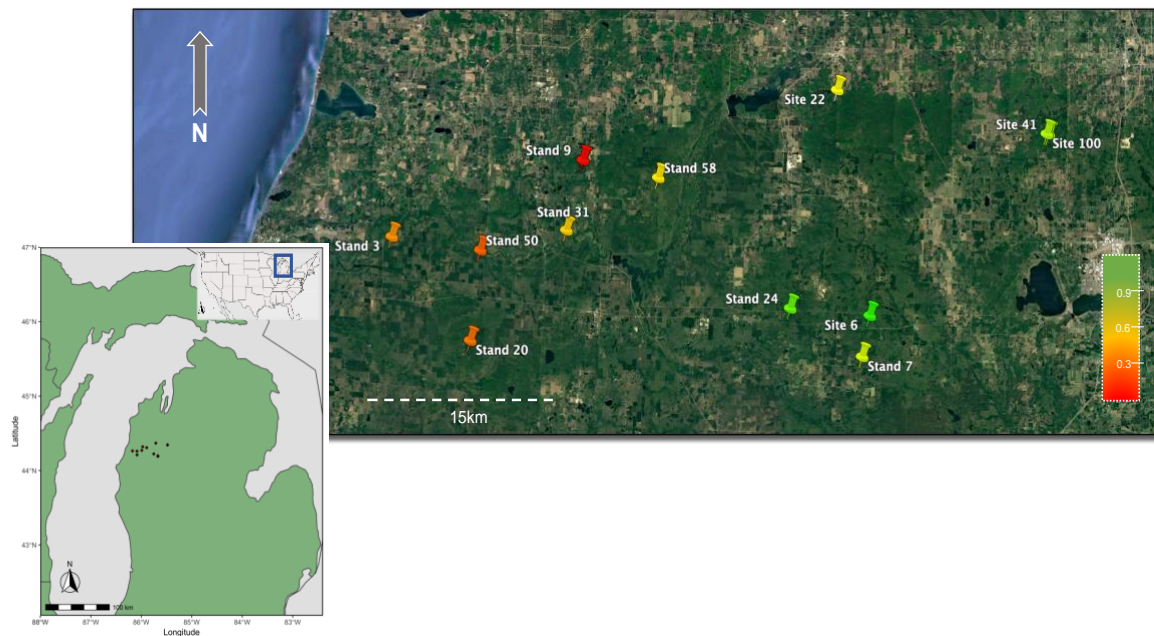 N
Site 22
Site 41
Site 100
Stand 9
Stand 58
Stand 31
Stand 3
Stand 50
Stand 24
Site 6
Stand 20
Stand 7
15km
0.9
0.6
0.3
47°N
46°N
45°N
44°N
43°N
Latitude
N
100 km
88°W
87°W
86°W
85°W
84°W
83°W
Longitude